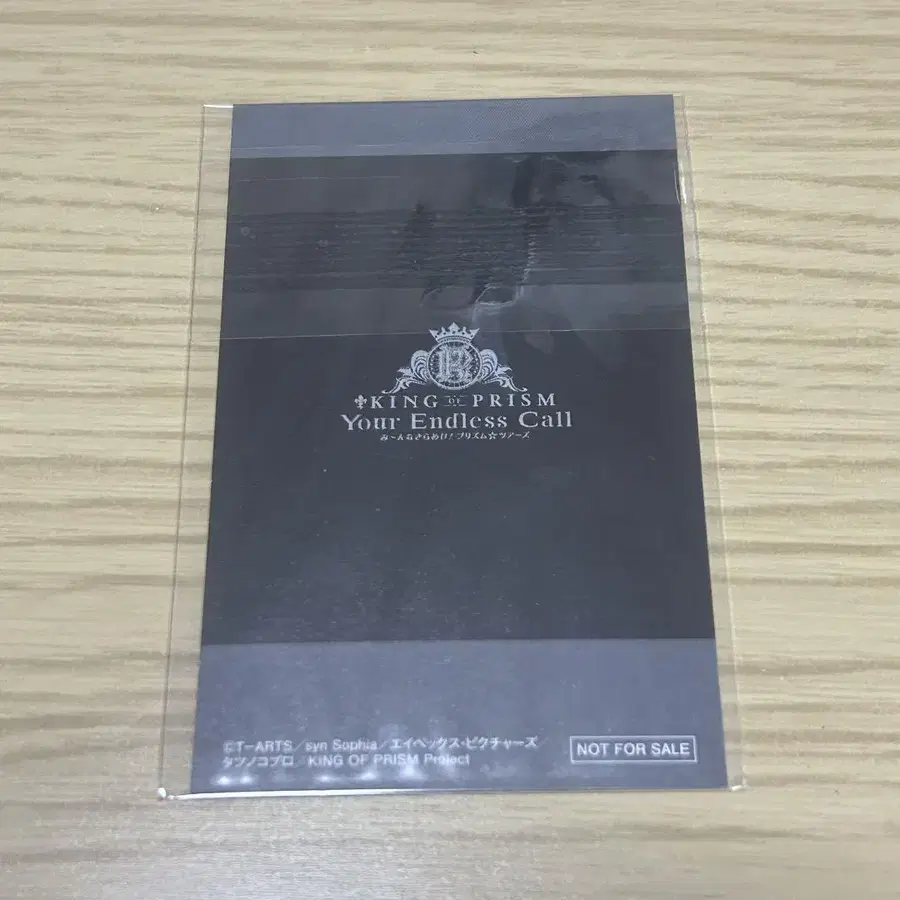 KING OF PRISM
Your Endless Call
み~んなきらめけ!プリズム☆ツアーズ
©T-ARTS/syn Sophia/エイベックス・ピクチャーズ/
タツノコプロ/KING OF PRISM Project
NOT FOR SALE